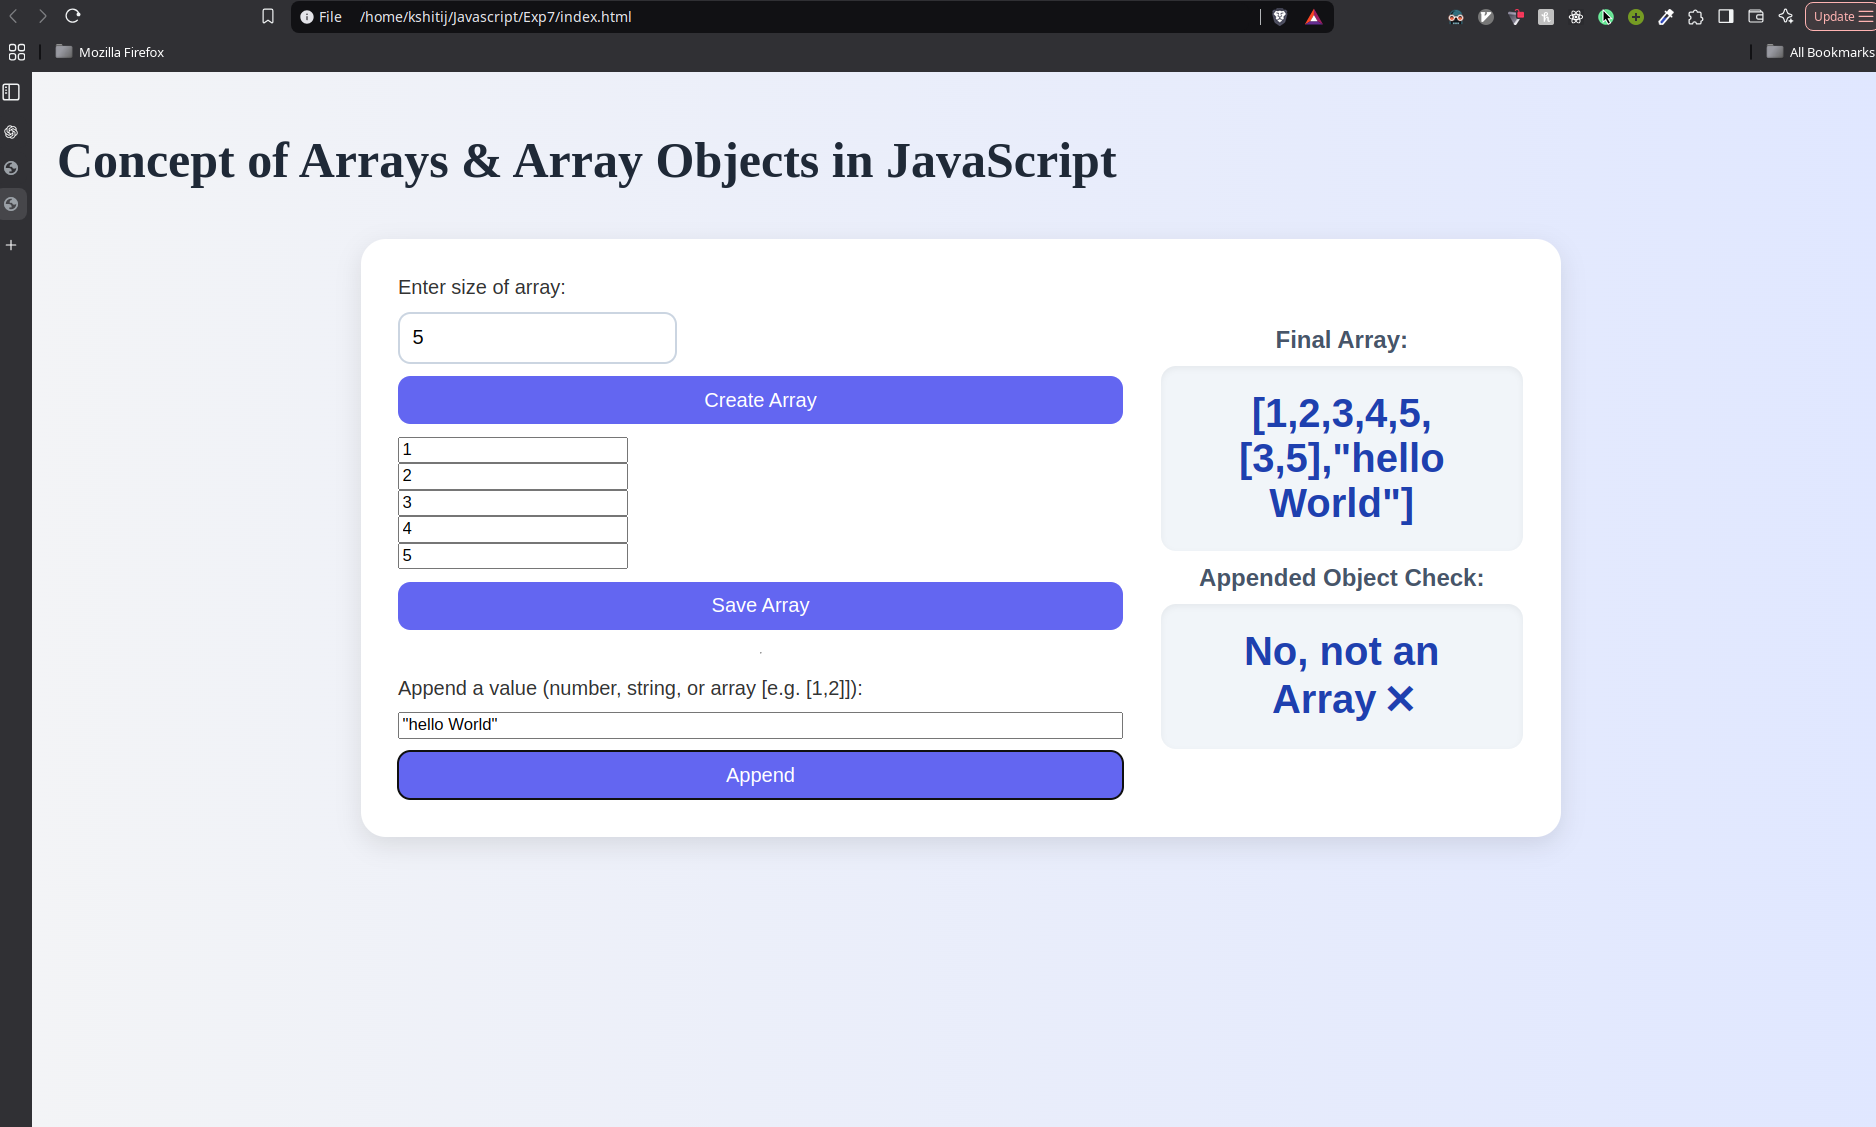 File /home/kshitij/Javascript/Exp7/index.html
Update
Mozilla Firefox
All Bookmarks
Concept of Arrays & Array Objects in JavaScript
Enter size of array:
5
Create Array
1
2
3
4
5
Save Array
Append a value (number, string, or array [e.g. [1,2]]):
"hello World"
Append
Final Array:
[1,2,3,4,5,
[3,5],"hello
World"]
Appended Object Check:
No, not an
Array ✕